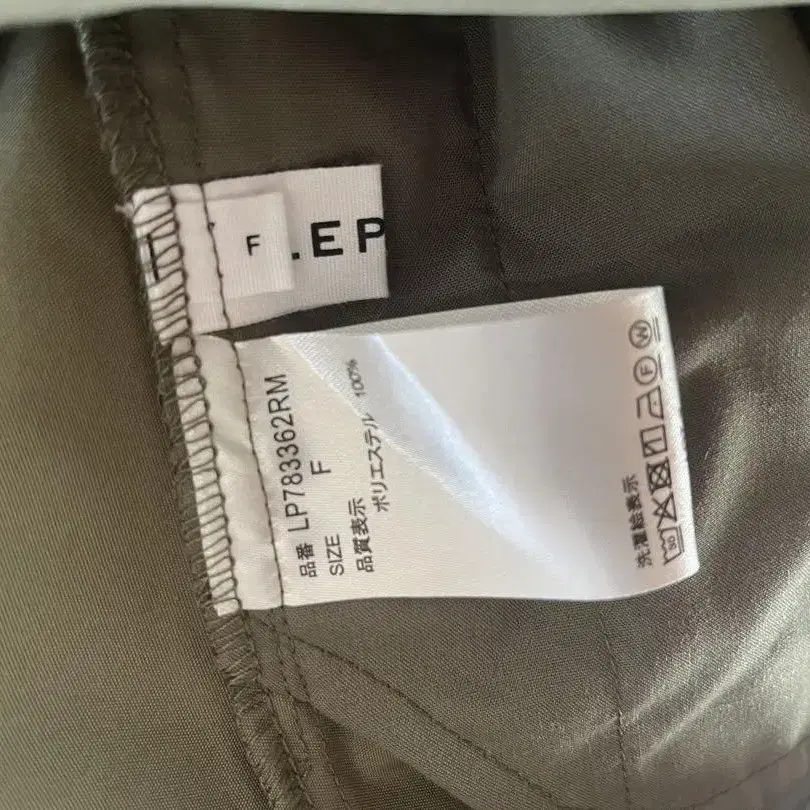 F
.EP
品番 LP783362RM
SIZE F
品質表示
ポリエステル 100%
洗濯絵表示
30
F
W